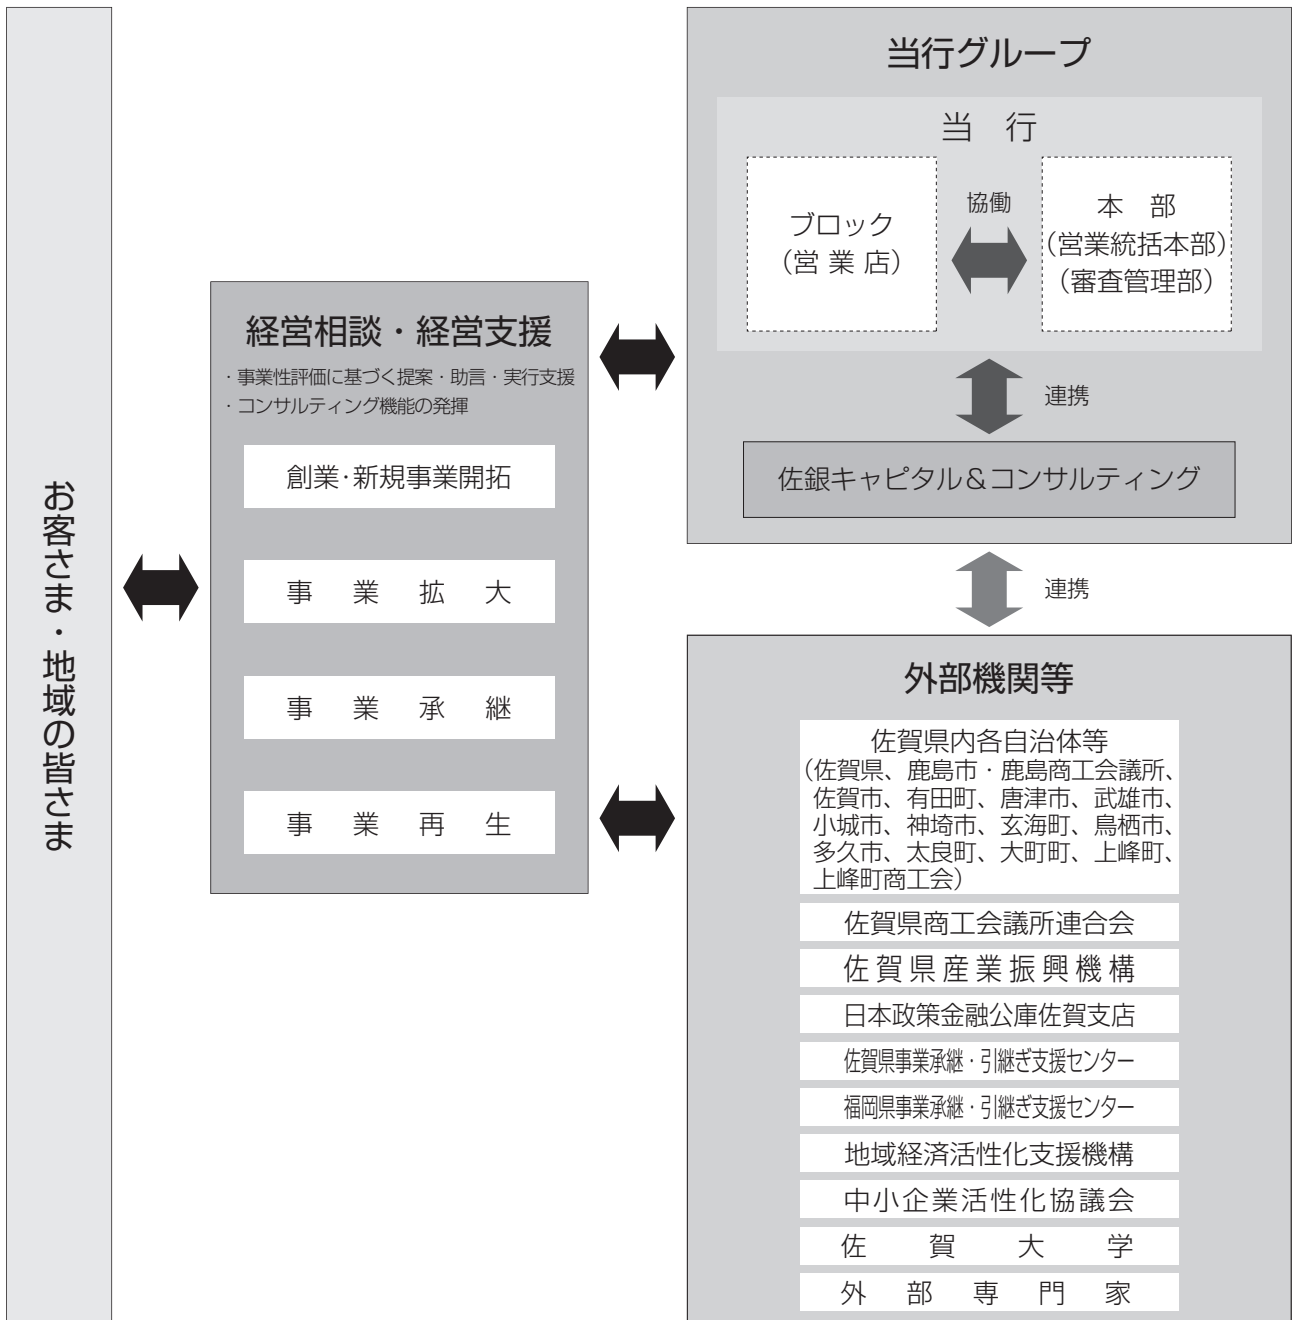 お客さま・地域の皆さま
経営相談・経営支援
・事業性評価に基づく提案・助言・実行支援
・コンサルティング機能の発揮
創業・新規事業開拓
事業拡大
事業承継
事業再生
当行グループ
当行
ブロック
（営業店）
協働
本部
（営業統括本部）
（審査管理部）
連携
佐銀キャピタル＆コンサルティング
連携
外部機関等
佐賀県内各自治体等
（佐賀県、鹿島市・鹿島商工会議所、
佐賀市、有田町、唐津市、武雄市、
小城市、神埼市、玄海町、鳥栖市、
多久市、太良町、大町町、上峰町、
上峰町商工会）
佐賀県商工会議所連合会
佐賀県産業振興機構
日本政策金融公庫佐賀支店
佐賀県事業承継・引継ぎ支援センター
福岡県事業承継・引継ぎ支援センター
地域経済活性化支援機構
中小企業活性化協議会
佐賀大学
外部専門家